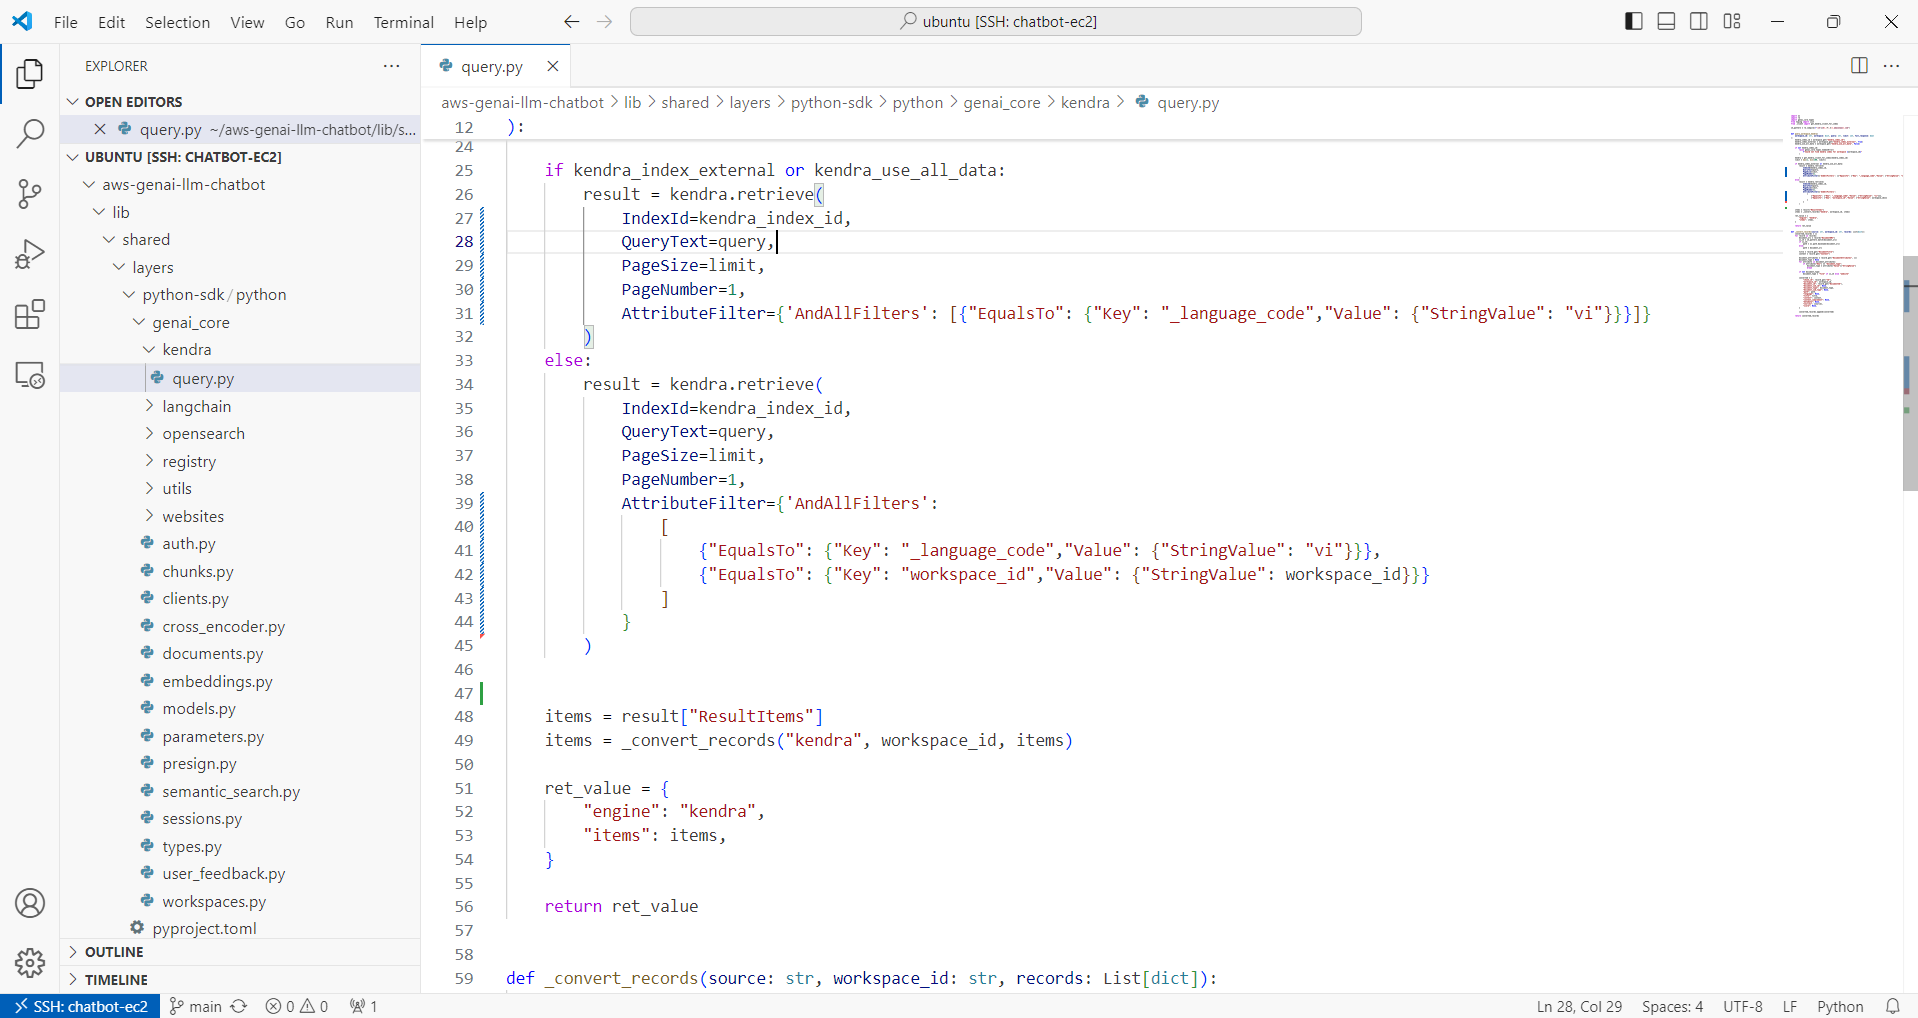 File Edit Selection View Go Run Terminal Help
ubuntu [SSH: chatbot-ec2]
EXPLORER
OPEN EDITORS
query.py ~/aws-genai-llm-chatbot/lib/s...
UBUNTU [SSH: CHATBOT-EC2]
aws-genai-llm-chatbot
lib
shared
layers
python-sdk / python
genai_core
kendra
query.py
langchain
opensearch
registry
utils
websites
auth.py
chunks.py
clients.py
cross_encoder.py
documents.py
embeddings.py
models.py
parameters.py
presign.py
semantic_search.py
sessions.py
types.py
user_feedback.py
workspaces.py
pyproject.toml
OUTLINE
TIMELINE
query.py
aws-genai-llm-chatbot > lib > shared > layers > python-sdk > python > genai_core > kendra > query.py
12 ):
24
25 if kendra_index_external or kendra_use_all_data:
26 result = kendra.retrieve(
27 IndexId=kendra_index_id,
28 QueryText=query,
29 PageSize=limit,
30 PageNumber=1,
31 AttributeFilter={'AndAllFilters': [{"EqualsTo": {"Key": "_language_code","Value": {"StringValue": "vi"}}}]}
32 )
33 else:
34 result = kendra.retrieve(
35 IndexId=kendra_index_id,
36 QueryText=query,
37 PageSize=limit,
38 PageNumber=1,
39 AttributeFilter={'AndAllFilters':
40 [
41 {"EqualsTo": {"Key": "_language_code","Value": {"StringValue": "vi"}}},
42 {"EqualsTo": {"Key": "workspace_id","Value": {"StringValue": workspace_id}}}
43 ]
44 }
45 )
46
47
48 items = result["ResultItems"]
49 items = _convert_records("kendra", workspace_id, items)
50
51 ret_value = {
52 "engine": "kendra",
53 "items": items,
54 }
55
56 return ret_value
57
58
59 def _convert_records(source: str, workspace_id: str, records: List[dict]):
SSH: chatbot-ec2 main 0 0 1 Ln 28, Col 29 Spaces: 4 UTF-8 LF Python